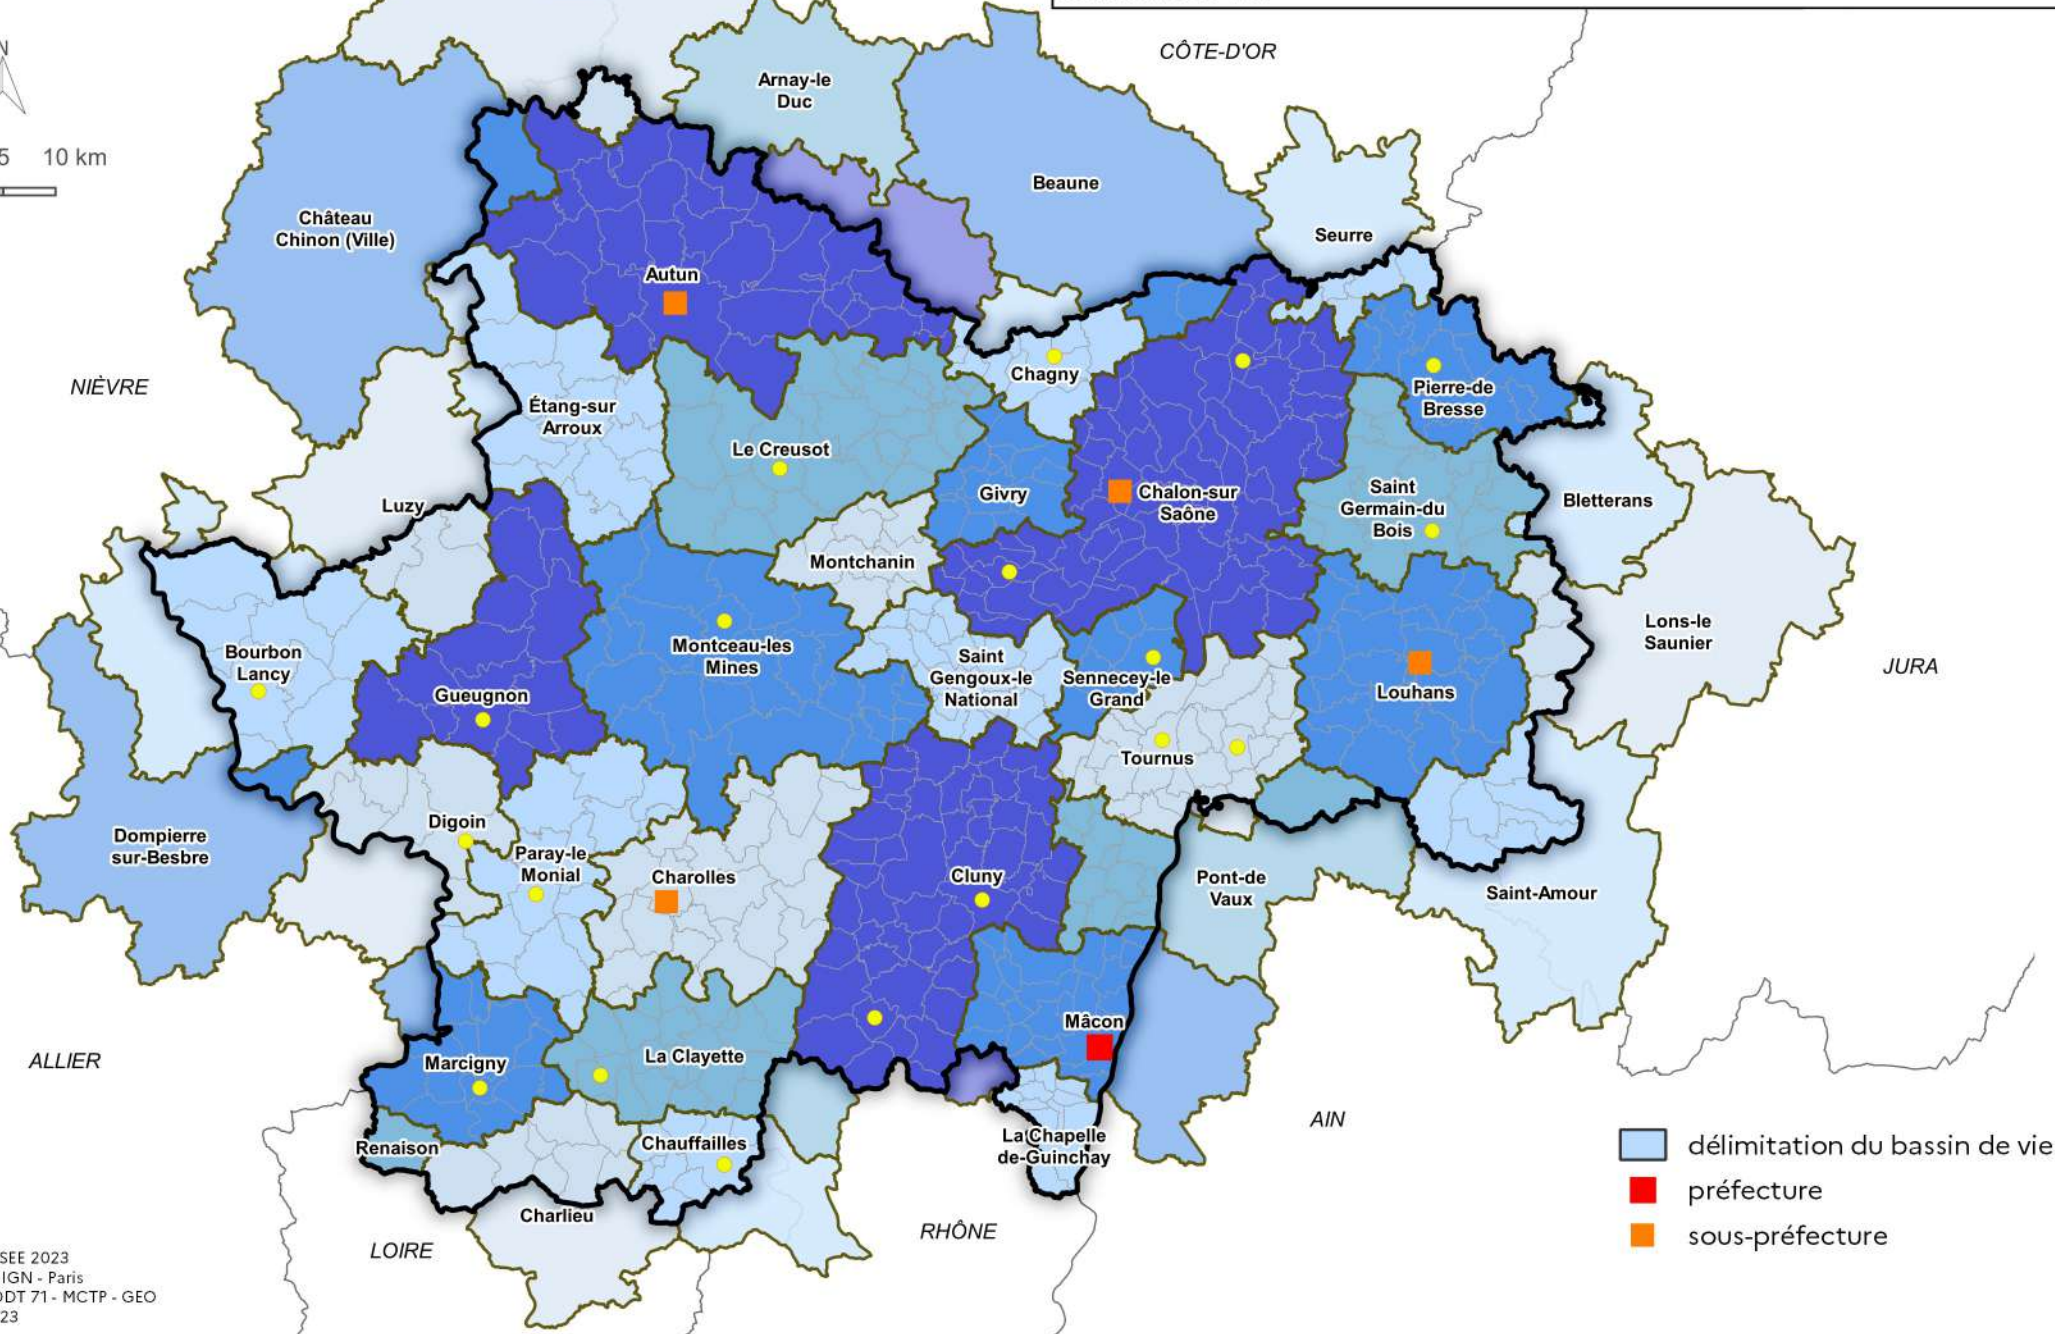 N
CÔTE-D'OR
Arnay-le
Duc
5 10 km
Beaune
Château
Chinon (Ville)
Seurre
Autun
NIÈVRE
Chagny
Pierre-de
Bresse
Étang-sur
Arroux
Le Creusot
Givry
Chalon-sur
Saône
Saint
Germain-du
Bois
Bletterans
Luzy
Montchanin
Bourbon
Lancy
Montceau-les
Mines
Saint
Gengoux-le
National
Sennecey-le
Grand
Lons-le
Saunier
JURA
Gueugnon
Louhans
Tournus
Digoin
Dompierre
sur-Besbre
Paray-le
Monial
Charolles
Cluny
Pont-de
Vaux
Saint-Amour
Mâcon
ALLIER
Marcigny
La Clayette
AIN
Renaison
Chauffailles
La Chapelle
de-Guinchay
Charlieu
LOIRE
RHÔNE
délimitation du bassin de vie
préfecture
sous-préfecture
SEE 2023
IGN - Paris
DDT 71 - MCTP - GEO
23